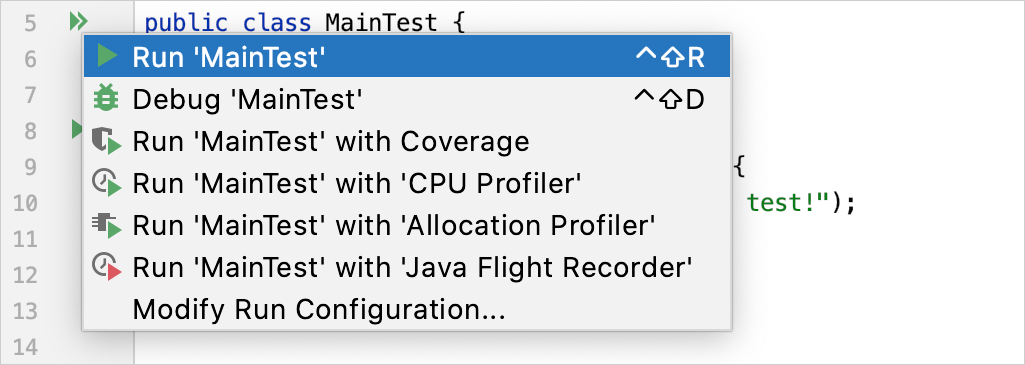 5 public class MainTest {
6 Run 'MainTest' ^⇧R
7 Debug 'MainTest' ^⇧D
8 Run 'MainTest' with Coverage
9 Run 'MainTest' with 'CPU Profiler' {
10 Run 'MainTest' with 'Allocation Profiler' test!");
11
12 Run 'MainTest' with 'Java Flight Recorder'
13 Modify Run Configuration...
14